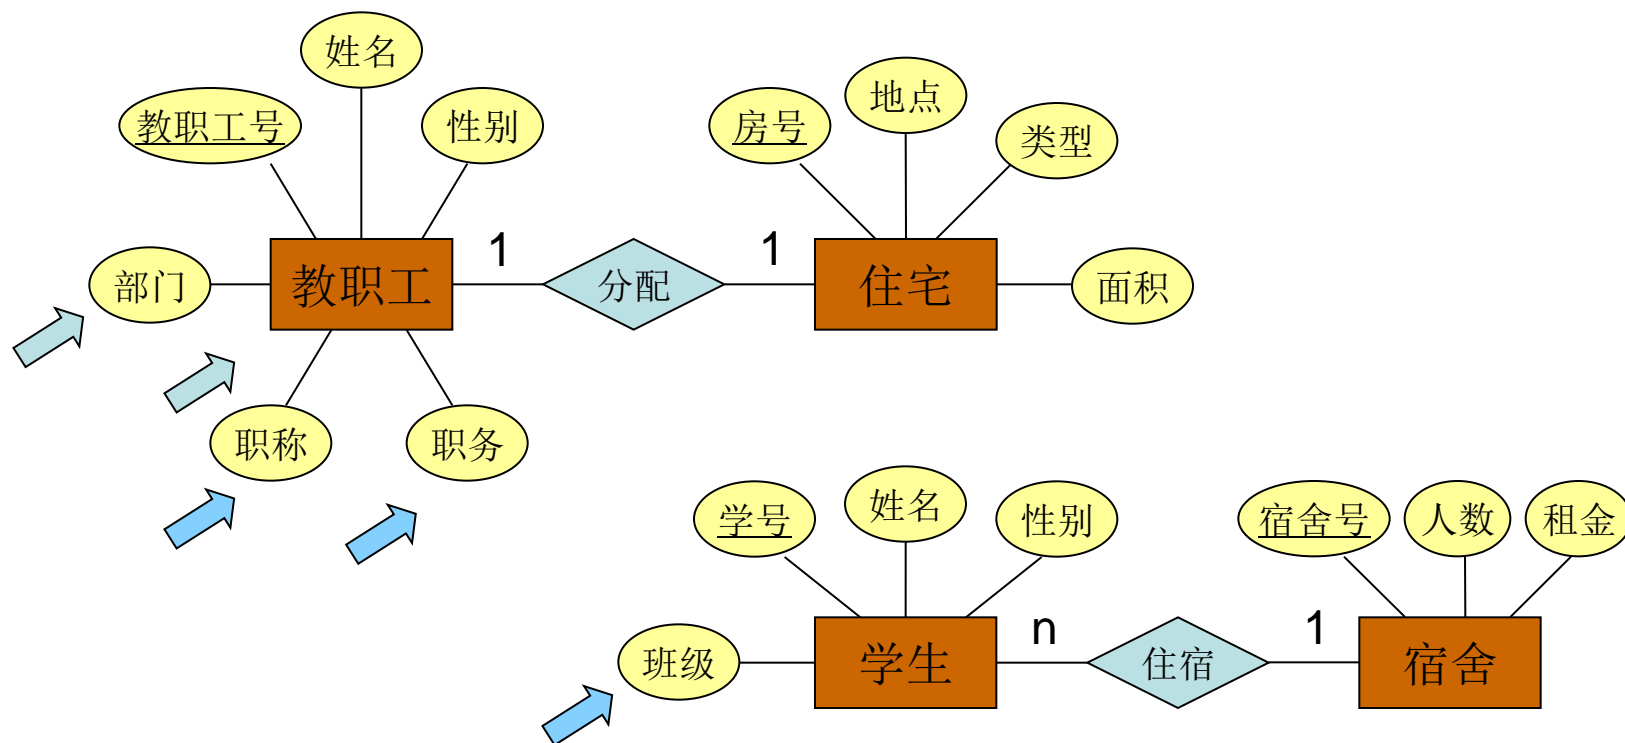 姓名
教职工号
性别
部门
教职工
职称
职务
1
分配
1
房号
地点
类型
住宅
面积
学号
姓名
性别
班级
学生
n
住宿
1
宿舍号
人数
租金
宿舍